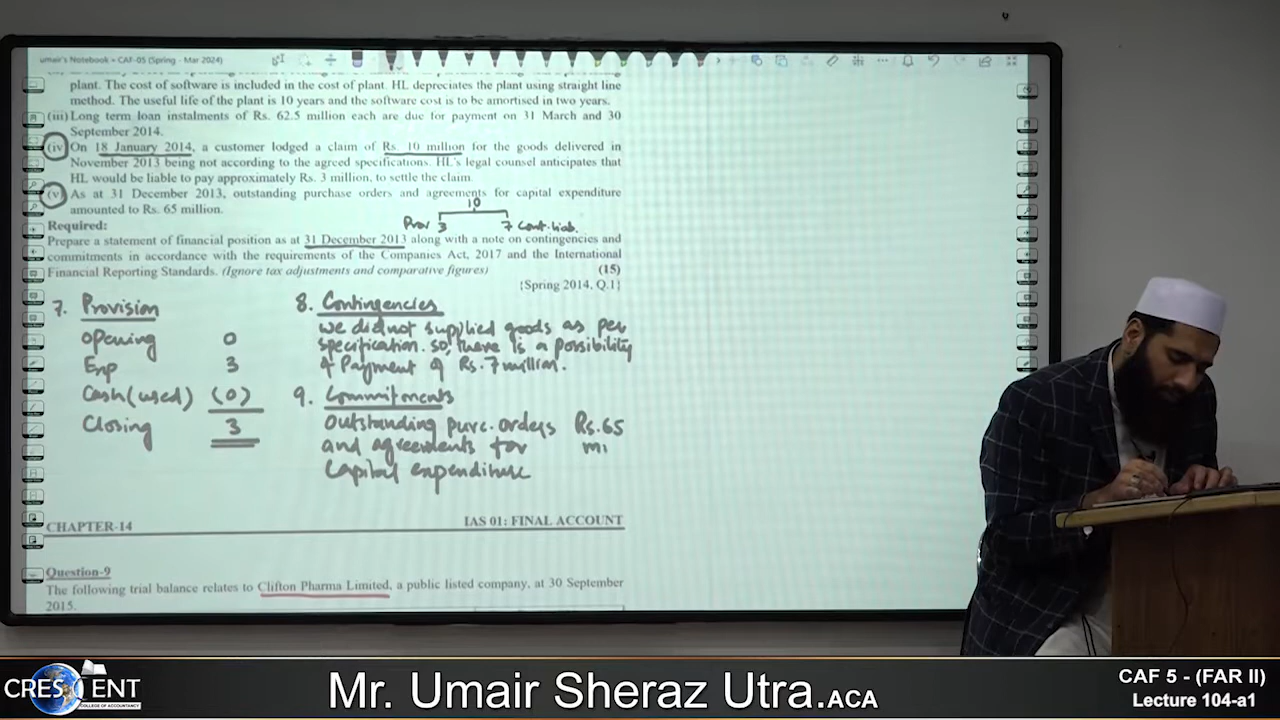 umair's Notebook » CAF-05 (Spring - Mar 2024)
plant. The cost of software is included in the cost of plant. HL depreciates the plant using straight line
method. The useful life of the plant is 10 years and the software cost is to be amortised in two years.
(iii) Long term loan instalments of Rs. 62.5 million each are due for payment on 31 March and 30
September 2014.
(iv) On 18 January 2014, a customer lodged a claim of Rs. 10 million for the goods delivered in
November 2013 being not according to the agreed specifications. HL's legal counsel anticipates that
HL would be liable to pay approximately Rs. 3 million, to settle the claim.
(v) As at 31 December 2013, outstanding purchase orders and agreements for capital expenditure
amounted to Rs. 65 million.
10
Prov 3 7 Cont. liab.
Required:
Prepare a statement of financial position as at 31 December 2013 along with a note on contingencies and
commitments in accordance with the requirements of the Companies Act, 2017 and the International
Financial Reporting Standards. (Ignore tax adjustments and comparative figures) (15)
{Spring 2014, Q.1}
7. Provision
Opening 0
Exp 3
Cash (used) (0)
Closing 3
8. Contingencies
We did not supplied goods as per
specification. so, there is a possibility
of Payment of Rs. 7 million.
9. Commitments
Outstanding purc. orders Rs. 65
and agreements for mi
Capital expenditure
CHAPTER-14 IAS 01: FINAL ACCOUNT
Question-9
The following trial balance relates to Clifton Pharma Limited, a public listed company, at 30 September
2015.
CRESCENT
COLLEGE OF ACCOUNTANCY
Mr. Umair Sheraz Utra.ACA
CAF 5 - (FAR II)
Lecture 104-a1